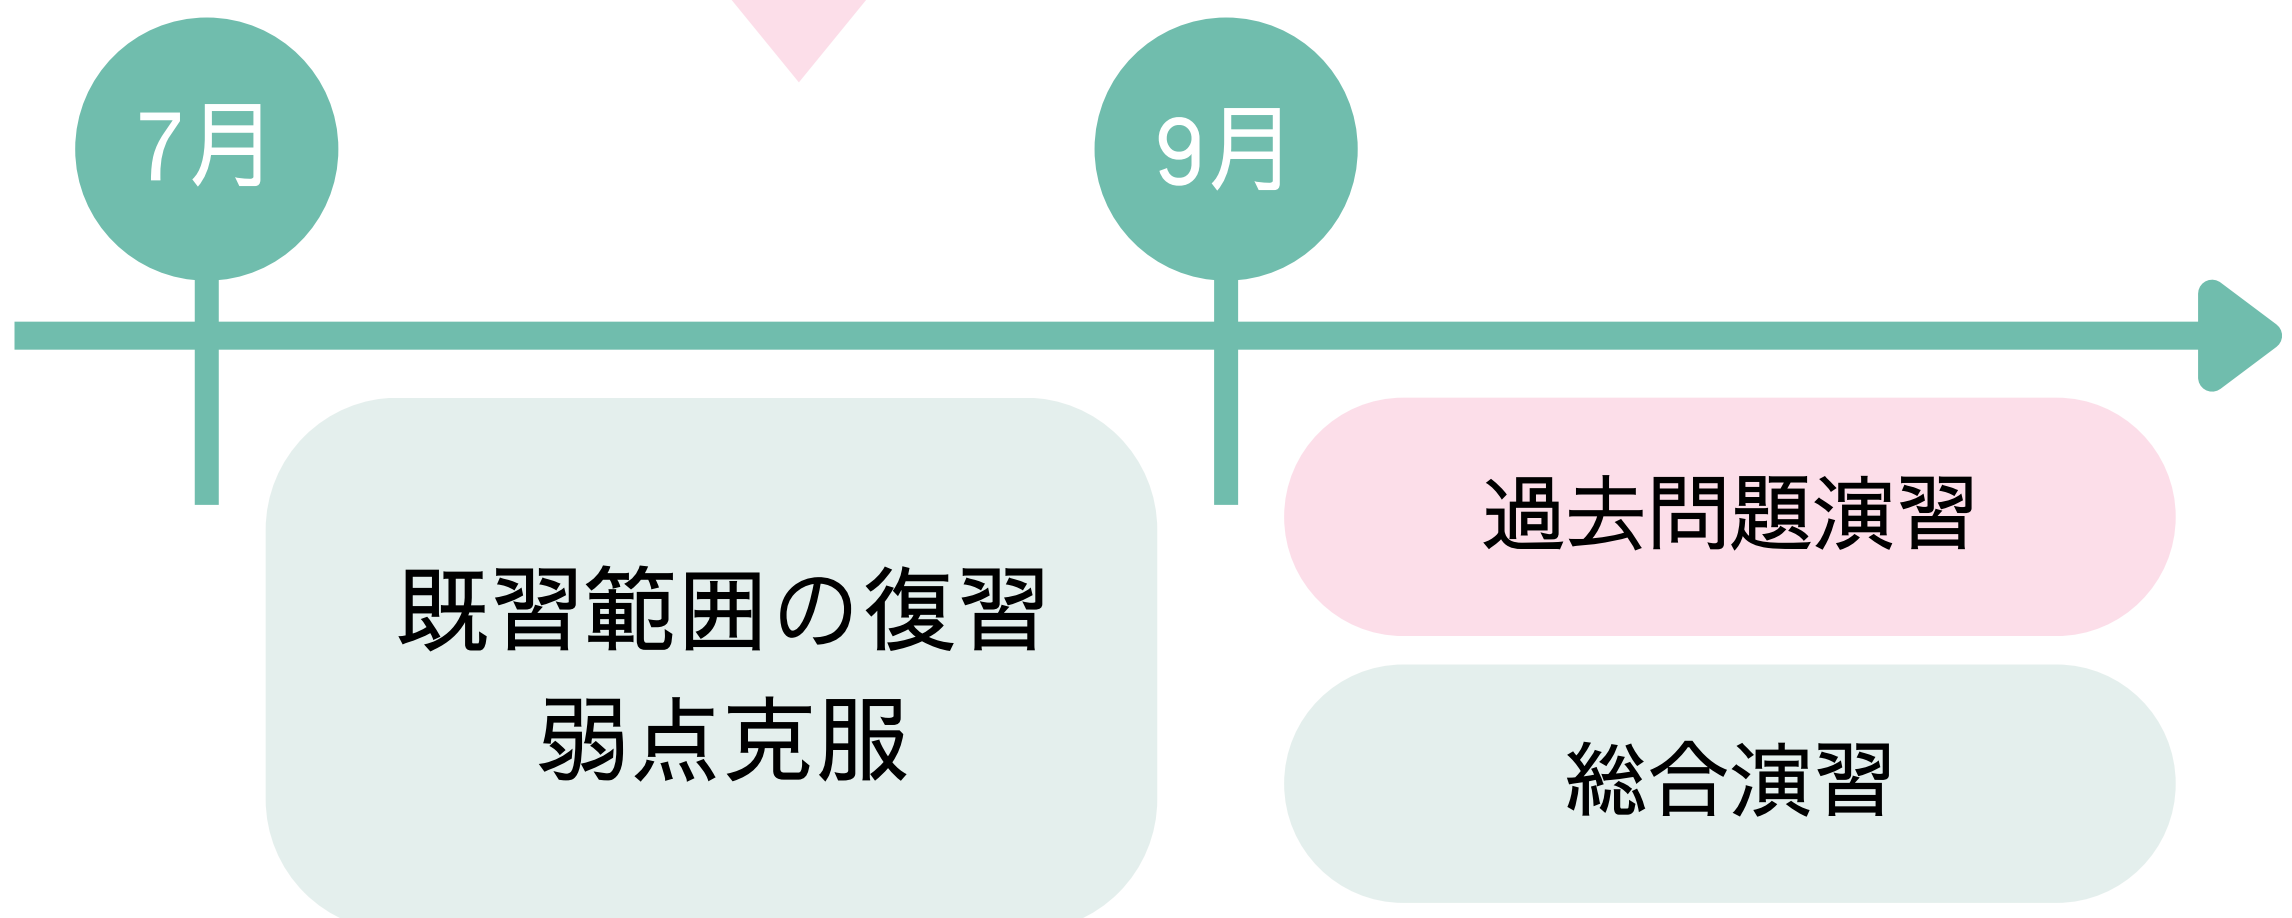 7月
9月
既習範囲の復習
弱点克服
過去問題演習
総合演習